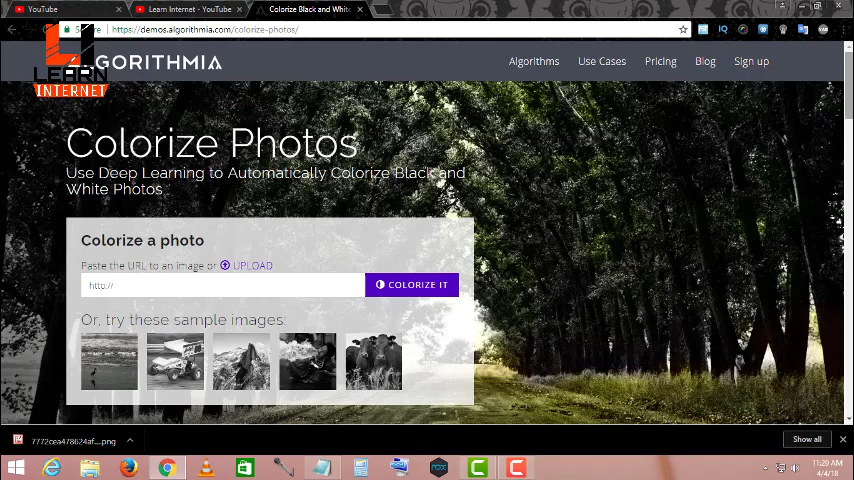 YouTube
Learn Internet - YouTube
Colorize Black and White
https://demos.algorithmia.com/colorize-photos/
LEARN
INTERNET
ALGORITHMIA
Algorithms
Use Cases
Pricing
Blog
Sign up
Colorize Photos
Use Deep Learning to Automatically Colorize Black and
White Photos
Colorize a photo
Paste the URL to an image or UPLOAD
http://
COLORIZE IT
Or, try these sample images:
7772cea478624af....png
Show all
11:20 AM
4/4/18